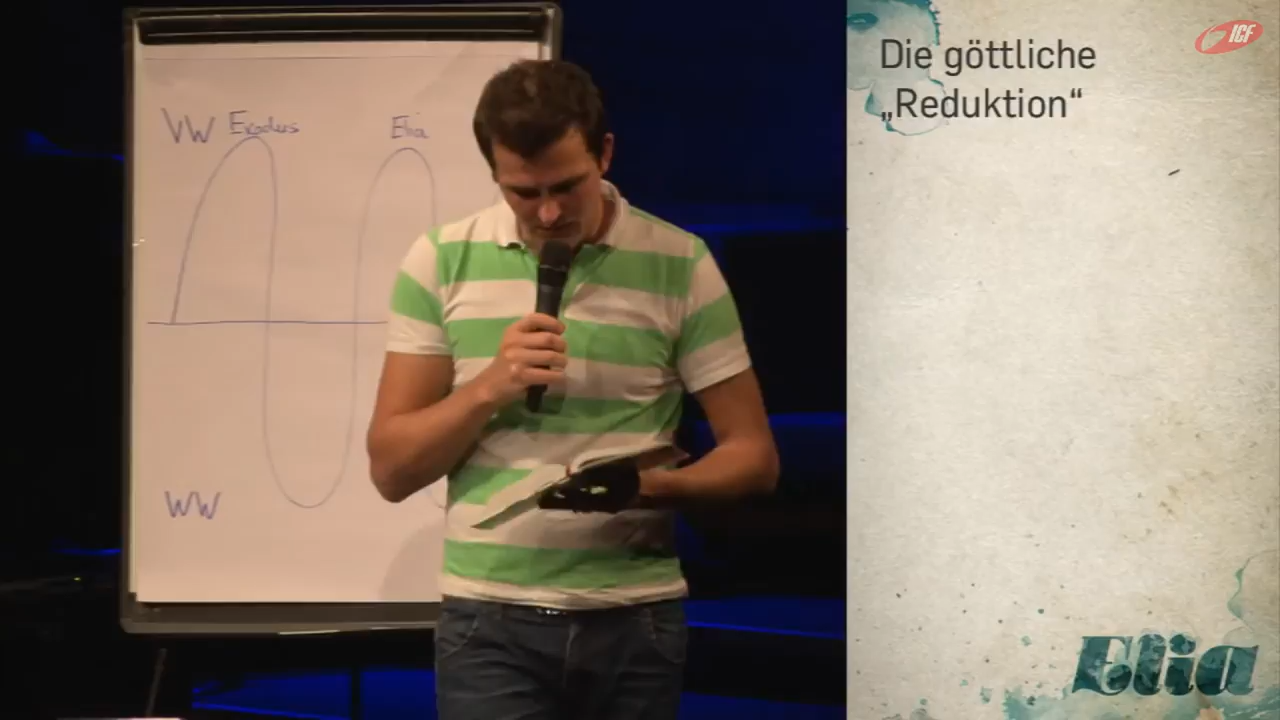 VW Exodus Elia
WW
Die göttliche
„Reduktion“
ICF
Elia